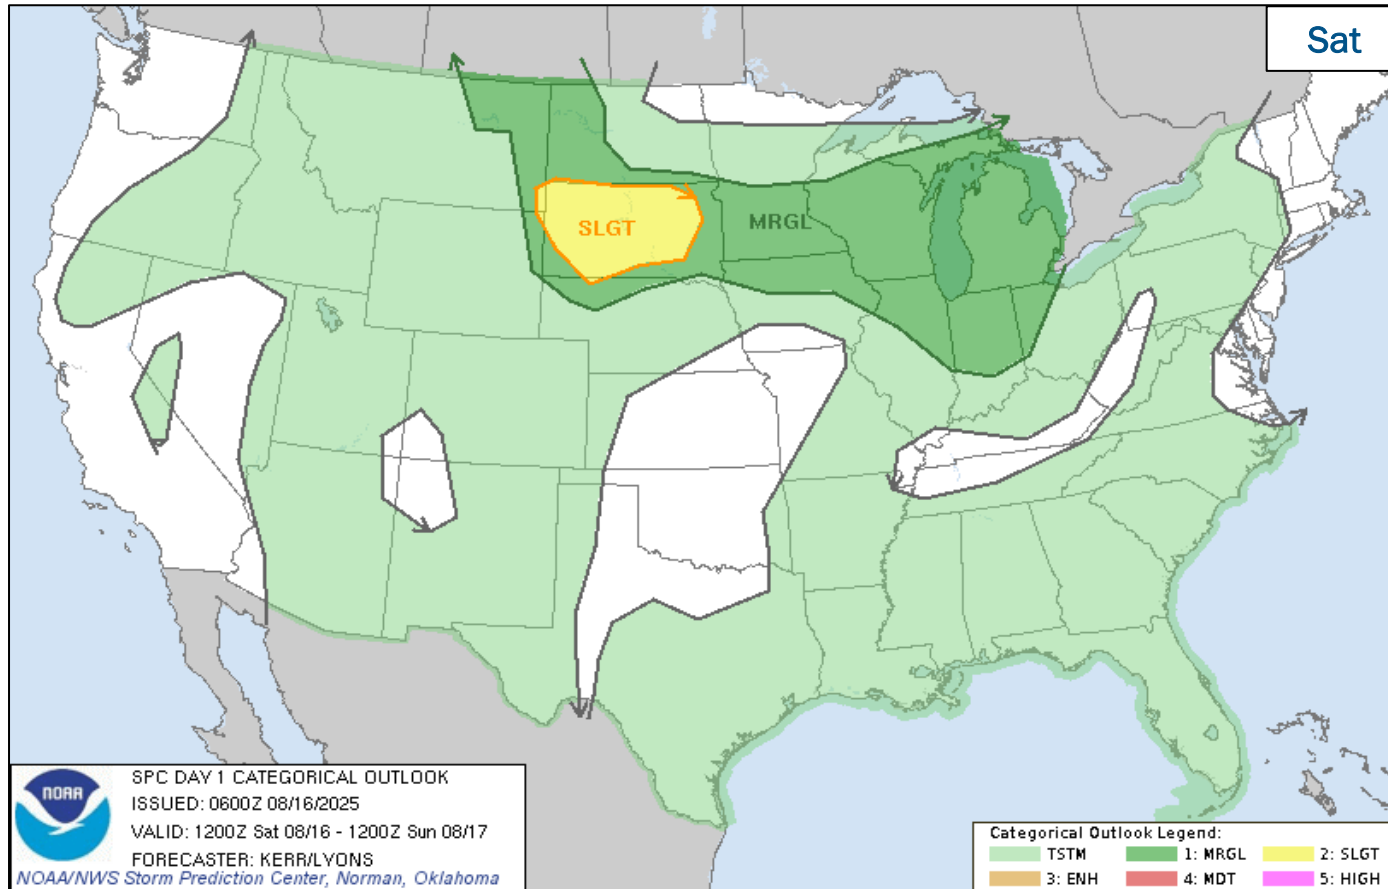 Sat
SLGT
MRGL
NOAA
SPC DAY 1 CATEGORICAL OUTLOOK
ISSUED: 0600Z 08/16/2025
VALID: 1200Z Sat 08/16 - 1200Z Sun 08/17
FORECASTER: KERR/LYONS
NOAA/NWS Storm Prediction Center, Norman, Oklahoma
Categorical Outlook Legend:
TSTM 1: MRGL 2: SLGT
3: ENH 4: MDT 5: HIGH